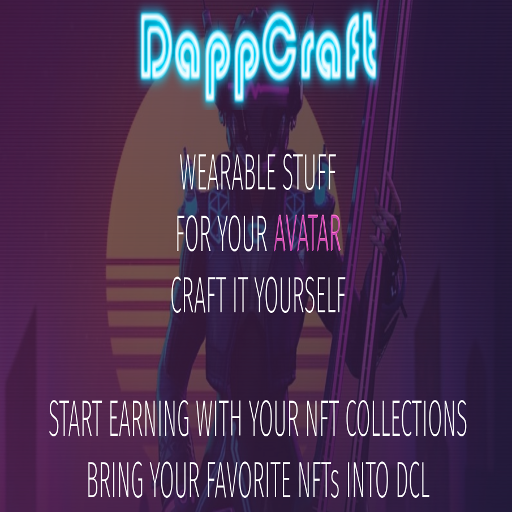 DappCraft
WEARABLE STUFF
FOR YOUR AVATAR
CRAFT IT YOURSELF
START EARNING WITH YOUR NFT COLLECTIONS
BRING YOUR FAVORITE NFTs INTO DCL